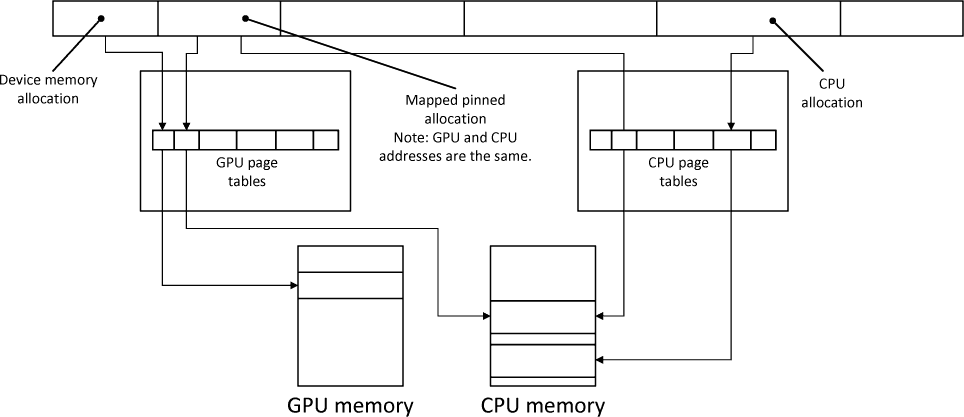 Device memory
allocation
Mapped pinned
allocation
Note: GPU and CPU
addresses are the same.
CPU
allocation
GPU page
tables
CPU page
tables
GPU memory
CPU memory